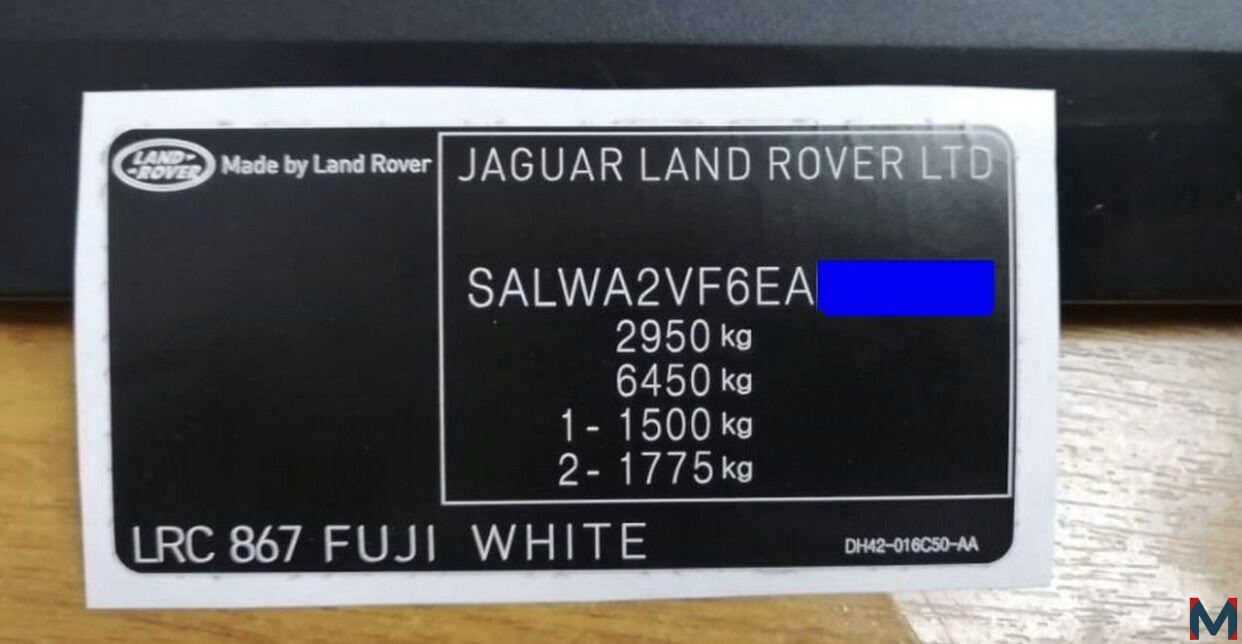 LAND-
-ROVER
Made by Land Rover
JAGUAR LAND ROVER LTD
SALWA2VF6EA
2950 kg
6450 kg
1- 1500 kg
2- 1775 kg
LRC 867 FUJI WHITE
DH42-016C50-AA
M